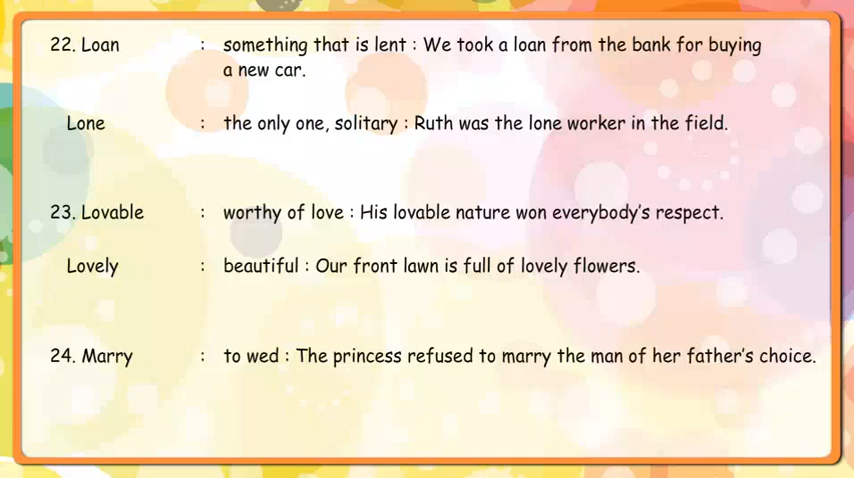 22. Loan : something that is lent : We took a loan from the bank for buying
a new car.
Lone : the only one, solitary : Ruth was the lone worker in the field.
23. Lovable : worthy of love : His lovable nature won everybody's respect.
Lovely : beautiful : Our front lawn is full of lovely flowers.
24. Marry : to wed : The princess refused to marry the man of her father's choice.